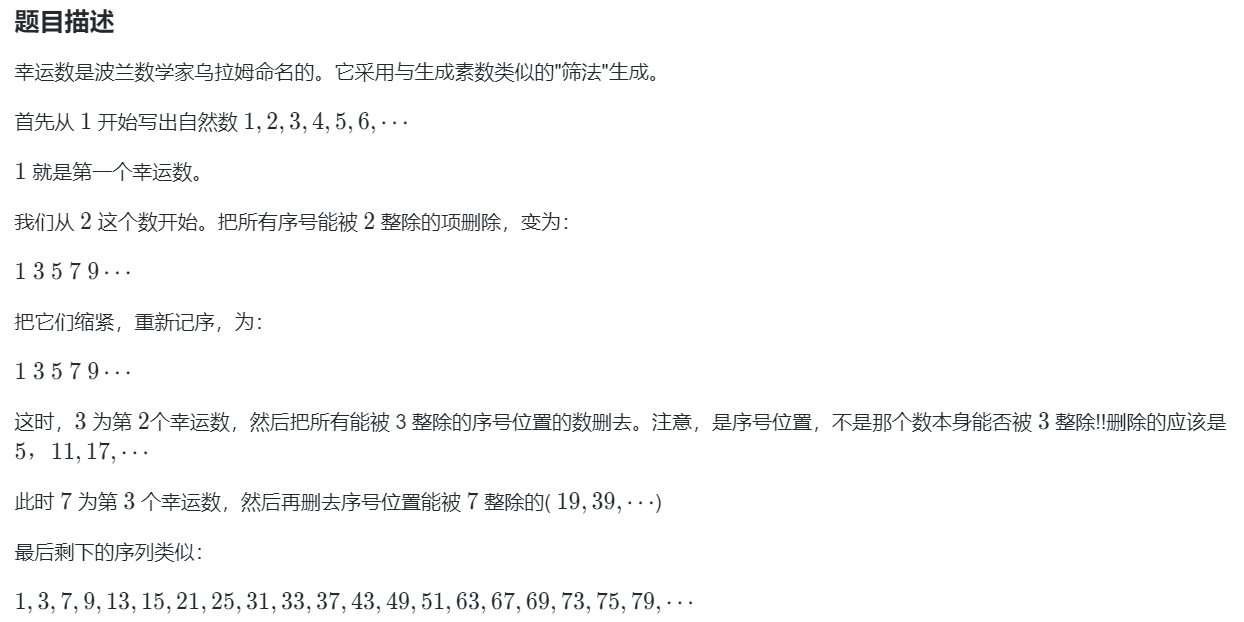 题目描述
幸运数是波兰数学家乌拉姆命名的。它采用与生成素数类似的"筛法"生成。
首先从 1 开始写出自然数 1, 2, 3, 4, 5, 6, ⋯
1 就是第一个幸运数。
我们从 2 这个数开始。把所有序号能被 2 整除的项删除，变为：
1 3 5 7 9 ⋯
把它们缩紧，重新记序，为：
1 3 5 7 9 ⋯
这时，3 为第 2个幸运数，然后把所有能被 3 整除的序号位置的数删去。注意，是序号位置，不是那个数本身能否被 3 整除!!删除的应该是
5， 11, 17, ⋯
此时 7 为第 3 个幸运数，然后再删去序号位置能被 7 整除的( 19, 39, ⋯)
最后剩下的序列类似：
1, 3, 7, 9, 13, 15, 21, 25, 31, 33, 37, 43, 49, 51, 63, 67, 69, 73, 75, 79, ⋯